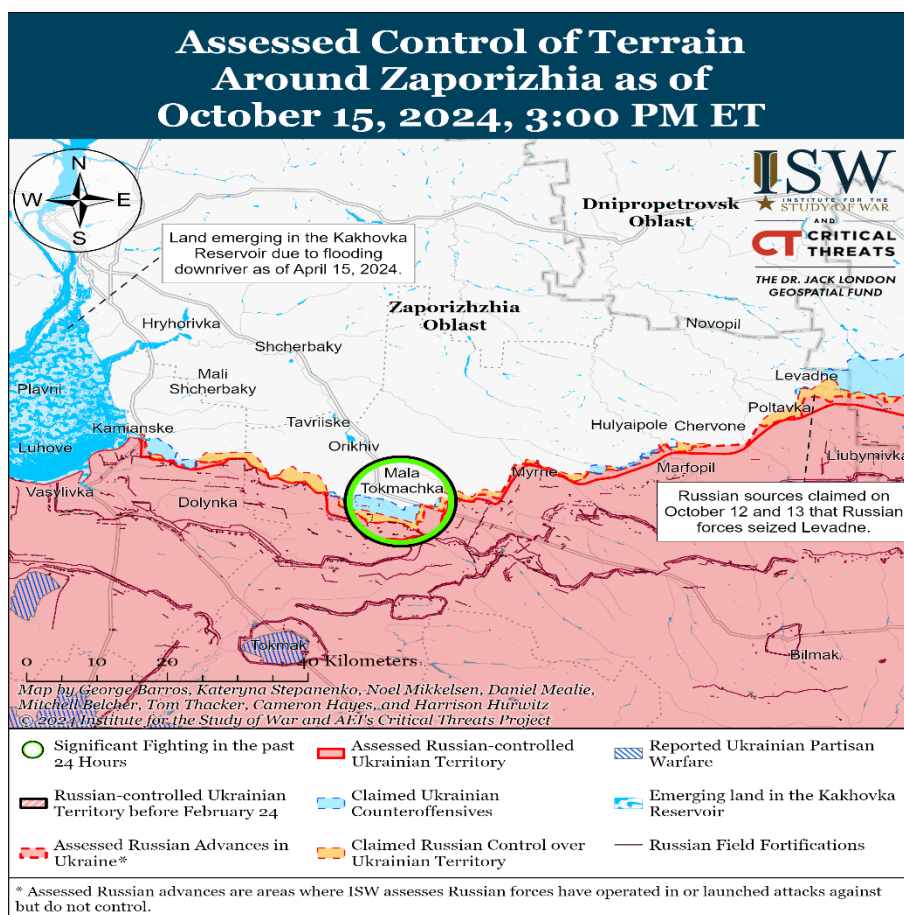 Assessed Control of Terrain
Around Zaporizhia as of
October 15, 2024, 3:00 PM ET
N
W E
S
ISW
INSTITUTE FOR THE
STUDY OF WAR
AND
CT CRITICAL
THREATS
THE DR. JACK LONDON
GEOSPATIAL FUND
Dnipropetrovsk
Oblast
Land emerging in the Kakhovka
Reservoir due to flooding
downriver as of April 15, 2024.
Zaporizhzhia
Oblast
Hryhorivka
Novopil
Shcherbaky
Mali
Shcherbaky
Levadne
Plavni
Poltavka
Kamianske
Tavriiske
Hulyaipole
Chervone
Orikhiv
Luhove
Mala
Tokmachka
Myrne
Marfopil
Liubymivka
Vasylivka
Dolynka
Russian sources claimed on
October 12 and 13 that Russian
forces seized Levadne.
Tokmak
Bilmak
0 20 40 Kilometers
Map by George Barros, Kateryna Stepanenko, Noel Mikkelsen, Daniel Mealie,
Mitchell Belcher, Tom Thacker, Cameron Hayes, and Harrison Hurwitz
© 2024 Institute for the Study of War and AEI's Critical Threats Project
Significant Fighting in the past
24 Hours
Assessed Russian-controlled
Ukrainian Territory
Reported Ukrainian Partisan
Warfare
Russian-controlled Ukrainian
Territory before February 24
Claimed Ukrainian
Counteroffensives
Emerging land in the Kakhovka
Reservoir
Assessed Russian Advances in
Ukraine*
Claimed Russian Control over
Ukrainian Territory
Russian Field Fortifications
* Assessed Russian advances are areas where ISW assesses Russian forces have operated in or launched attacks against
but do not control.